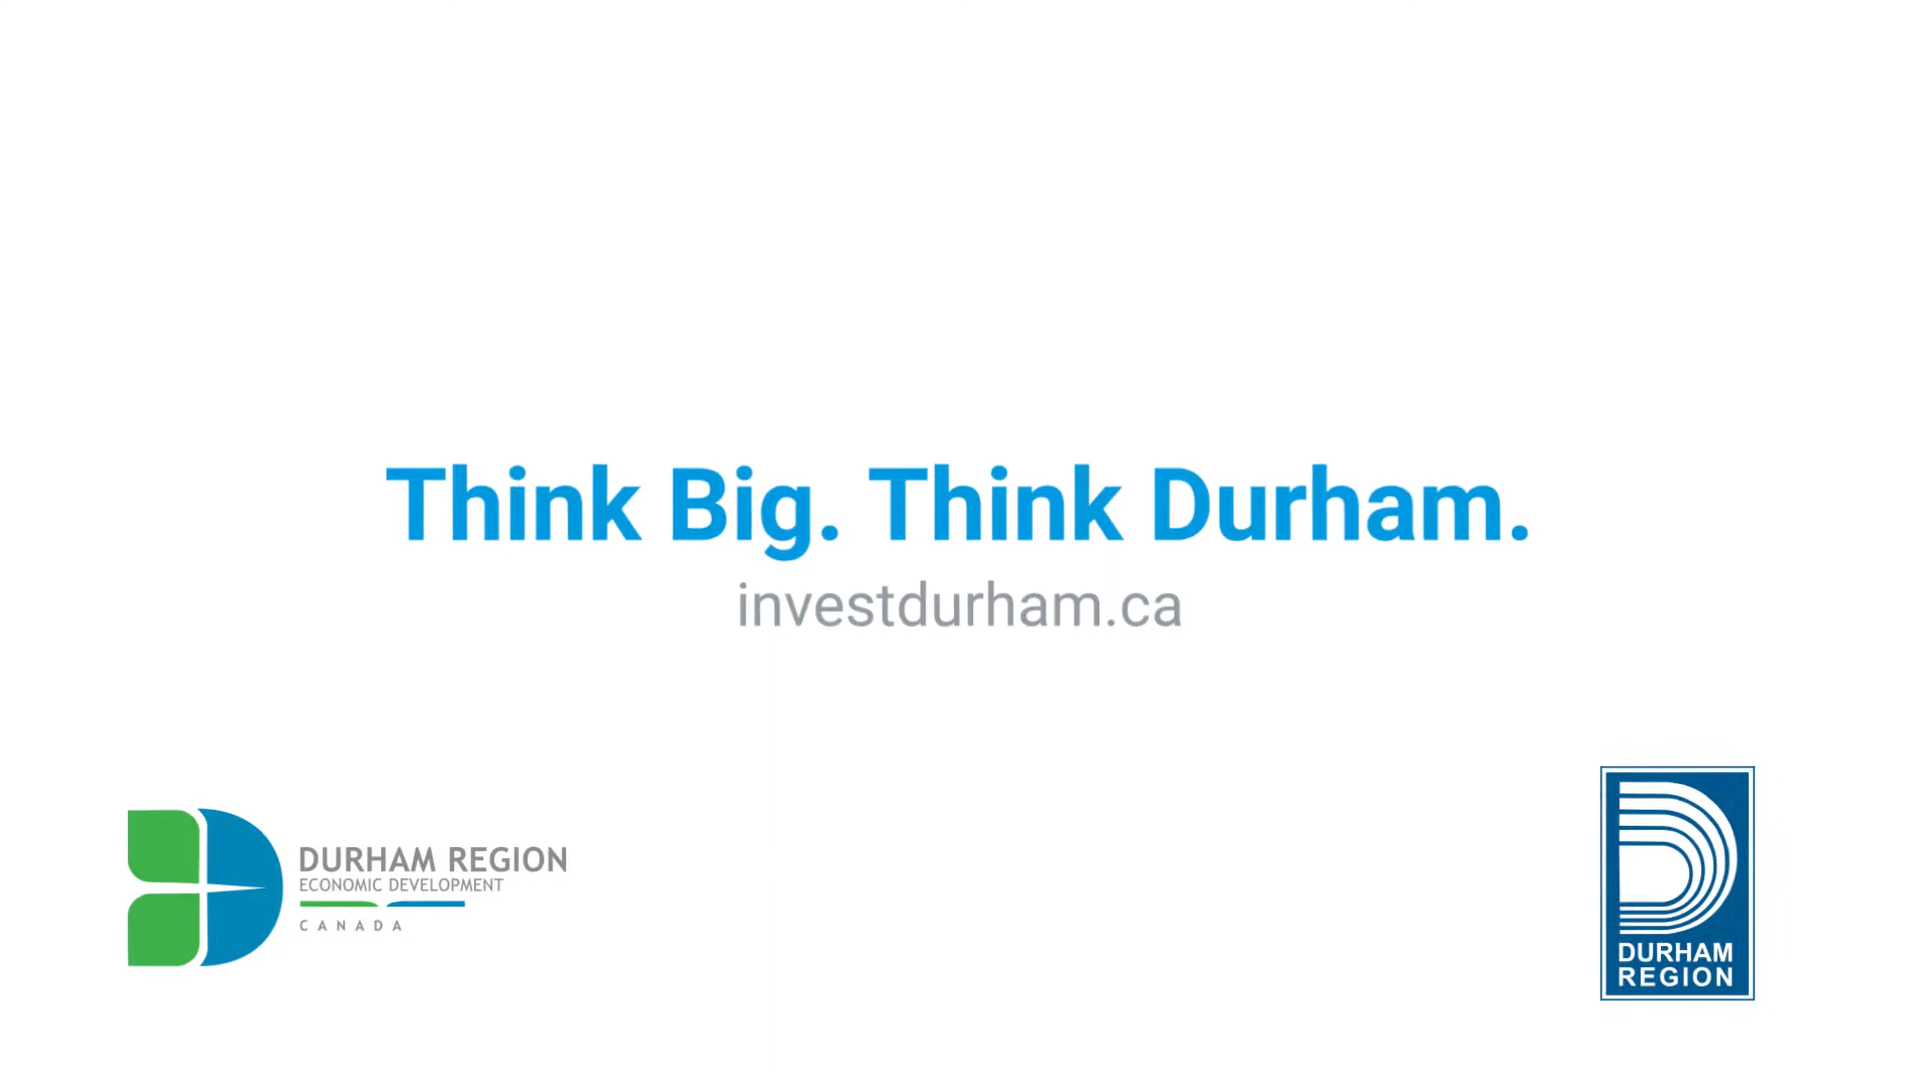 Think Big. Think Durham.
investdurham.ca
DURHAM REGION
ECONOMIC DEVELOPMENT
CANADA
DURHAM
REGION